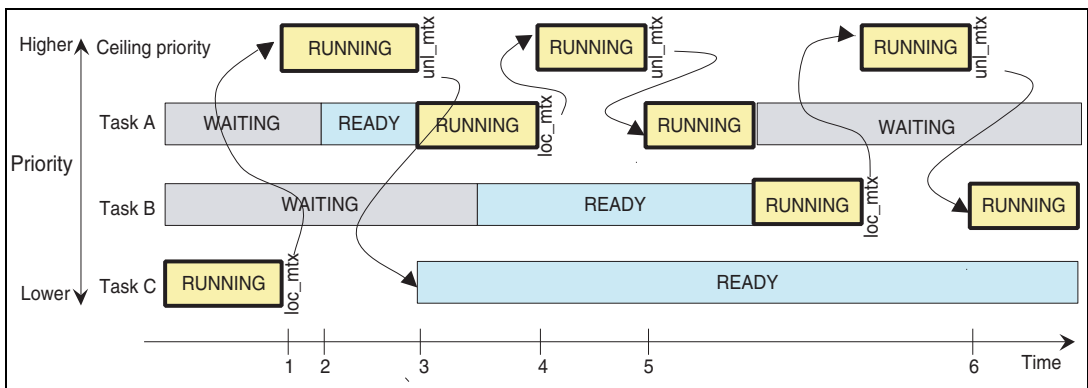 Higher
Ceiling priority
RUNNING
unl_mtx
RUNNING
unl_mtx
RUNNING
unl_mtx
Task A
WAITING
READY
RUNNING
loc_mtx
RUNNING
WAITING
Priority
Task B
WAITING
READY
RUNNING
loc_mtx
RUNNING
Lower
Task C
RUNNING
loc_mtx
READY
1 2 3 4 5 6 Time